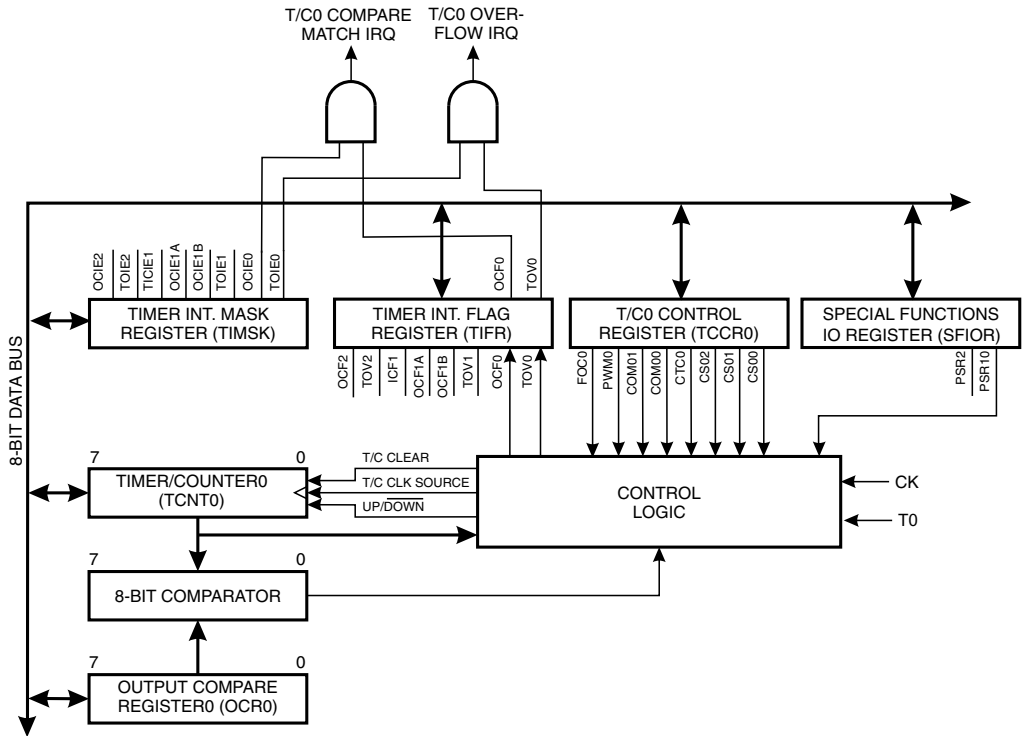 T/C0 COMPARE
MATCH IRQ
T/C0 OVER-
FLOW IRQ
8-BIT DATA BUS
OCIE2
TOIE2
TICIE1
OCIE1A
OCIE1B
TOIE1
OCIE0
TOIE0
OCF0
TOV0
TIMER INT. MASK
REGISTER (TIMSK)
TIMER INT. FLAG
REGISTER (TIFR)
T/C0 CONTROL
REGISTER (TCCR0)
SPECIAL FUNCTIONS
IO REGISTER (SFIOR)
OCF2
TOV2
ICF1
OCF1A
OCF1B
TOV1
OCF0
TOV0
FOC0
PWM0
COM01
COM00
CTC0
CS02
CS01
CS00
PSR2
PSR10
7 0
TIMER/COUNTER0
(TCNT0)
T/C CLEAR
T/C CLK SOURCE
UP/DOWN
CONTROL
LOGIC
CK
T0
7 0
8-BIT COMPARATOR
7 0
OUTPUT COMPARE
REGISTER0 (OCR0)